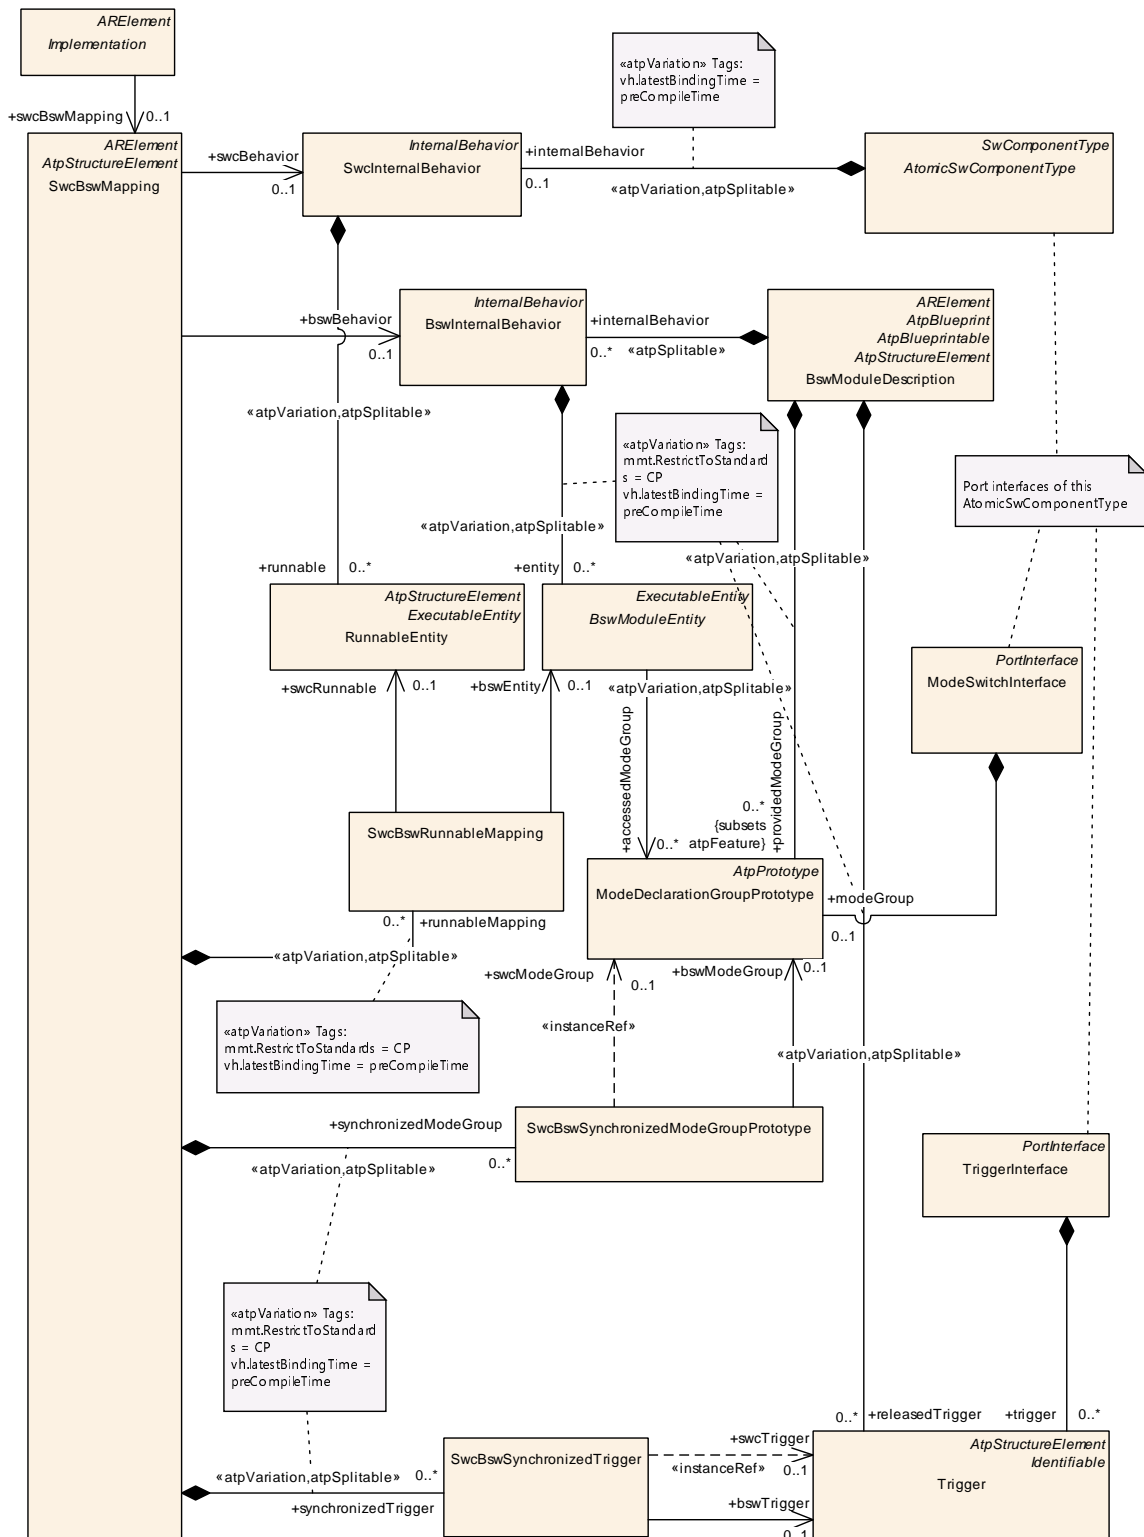 ARElement
Implementation
+swcBswMapping
0..1
ARElement
AtpStructureElement
SwcBswMapping
+swcBehavior
0..1
InternalBehavior
SwcInternalBehavior
+internalBehavior
0..1
«atpVariation,atpSplitable»
«atpVariation» Tags:
vh.latestBindingTime =
preCompileTime
SwComponentType
AtomicSwComponentType
+bswBehavior
0..1
InternalBehavior
BswInternalBehavior
+internalBehavior
0..*
«atpSplitable»
ARElement
AtpBlueprint
AtpBlueprintable
AtpStructureElement
BswModuleDescription
«atpVariation,atpSplitable»
«atpVariation» Tags:
mmt.RestrictToStandard
s = CP
vh.latestBindingTime =
preCompileTime
Port interfaces of this
AtomicSwComponentType
«atpVariation,atpSplitable»
«atpVariation,atpSplitable»
+runnable
0..*
+entity
0..*
AtpStructureElement
ExecutableEntity
RunnableEntity
ExecutableEntity
BswModuleEntity
PortInterface
ModeSwitchInterface
+swcRunnable
0..1
+bswEntity
0..1
«atpVariation,atpSplitable»
+accessedModeGroup
0..*
+providedModeGroup
0..*
{subsets
atpFeature}
SwcBswRunnableMapping
AtpPrototype
ModeDeclarationGroupPrototype
+modeGroup
0..1
0..*
+runnableMapping
«atpVariation,atpSplitable»
+swcModeGroup
0..1
+bswModeGroup
0..1
«atpVariation» Tags:
mmt.RestrictToStandards = CP
vh.latestBindingTime = preCompileTime
«instanceRef»
«atpVariation,atpSplitable»
+synchronizedModeGroup
0..*
«atpVariation,atpSplitable»
SwcBswSynchronizedModeGroupPrototype
PortInterface
TriggerInterface
«atpVariation» Tags:
mmt.RestrictToStandard
s = CP
vh.latestBindingTime =
preCompileTime
0..*
+releasedTrigger
+trigger
0..*
«atpVariation,atpSplitable»
0..*
+synchronizedTrigger
SwcBswSynchronizedTrigger
+swcTrigger
«instanceRef»
0..1
+bswTrigger
0..1
AtpStructureElement
Identifiable
Trigger